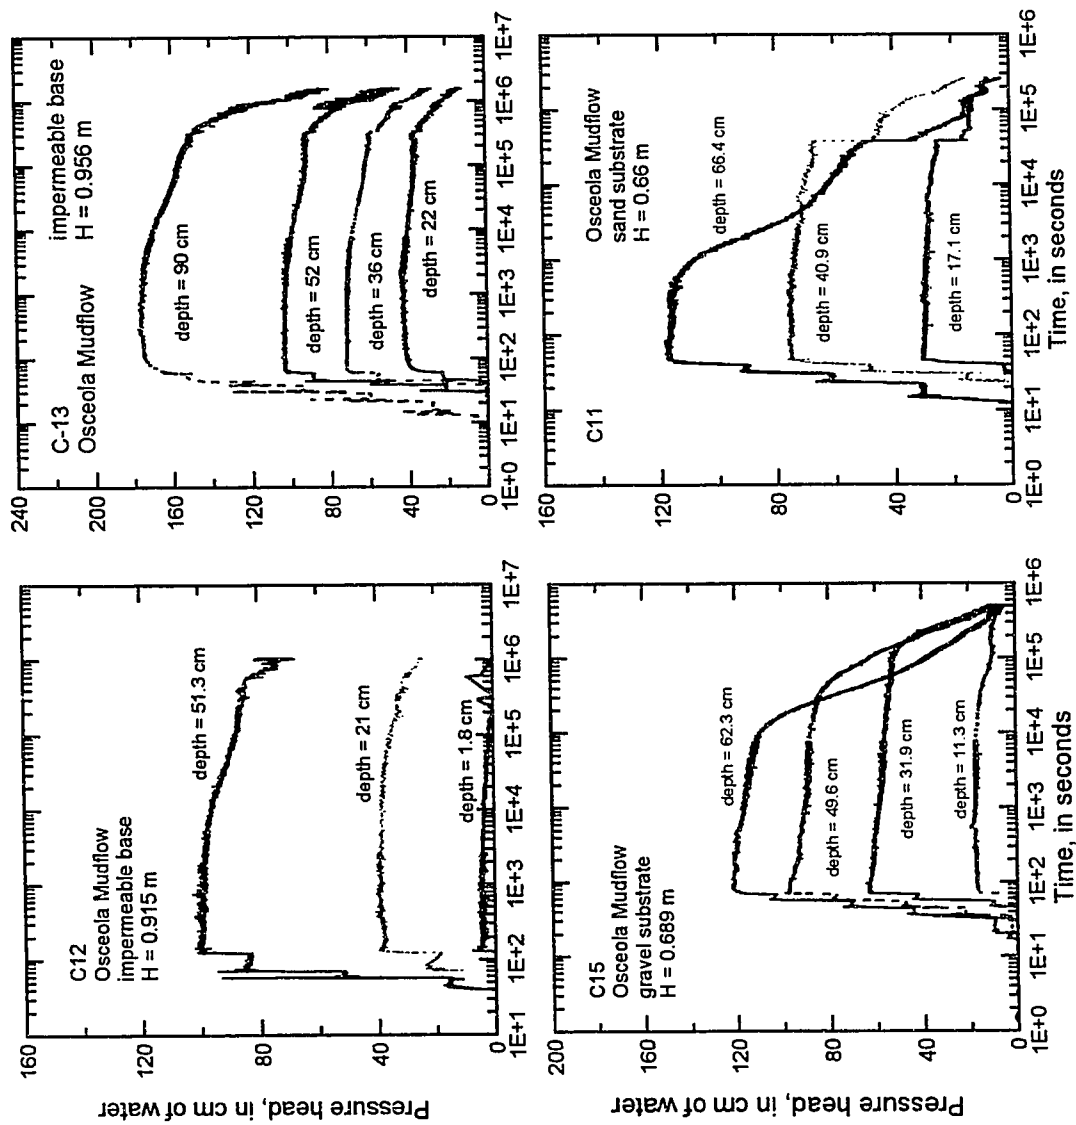 Pressure head, in cm of water
160
120
80
40
0
C12
Osceola Mudflow
impermeable base
H = 0.915 m
depth = 51.3 cm
depth = 21 cm
depth = 1.8 cm
1E+1 1E+2 1E+3 1E+4 1E+5 1E+6 1E+7
240
200
160
120
80
40
0
C-13
Osceola Mudflow
impermeable base
H = 0.956 m
depth = 90 cm
depth = 52 cm
depth = 36 cm
depth = 22 cm
1E+0 1E+1 1E+2 1E+3 1E+4 1E+5 1E+6 1E+7
Pressure head, in cm of water
200
160
120
80
40
0
C15
Osceola Mudflow
gravel substrate
H = 0.689 m
depth = 62.3 cm
depth = 49.6 cm
depth = 31.9 cm
depth = 11.3 cm
1E+0 1E+1 1E+2 1E+3 1E+4 1E+5 1E+6
Time, in seconds
160
120
80
40
0
C11
Osceola Mudflow
sand substrate
H = 0.66 m
depth = 66.4 cm
depth = 40.9 cm
depth = 17.1 cm
1E+0 1E+1 1E+2 1E+3 1E+4 1E+5 1E+6
Time, in seconds